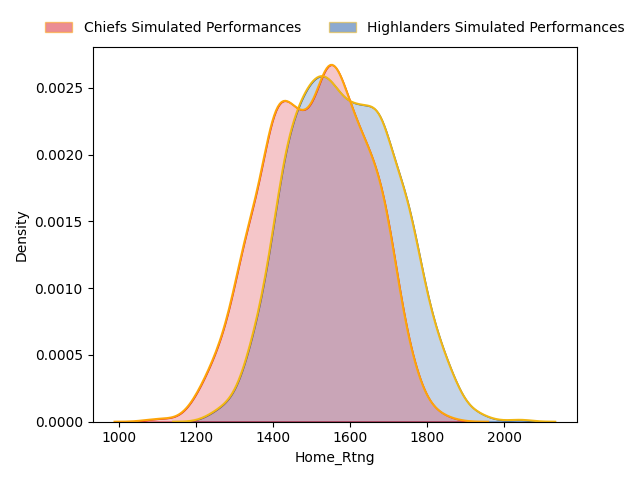 Chiefs Simulated Performances
Highlanders Simulated Performances
0.0025
0.0020
0.0015
0.0010
0.0005
0.0000
Density
1000 1200 1400 1600 1800 2000
Home_Rtng